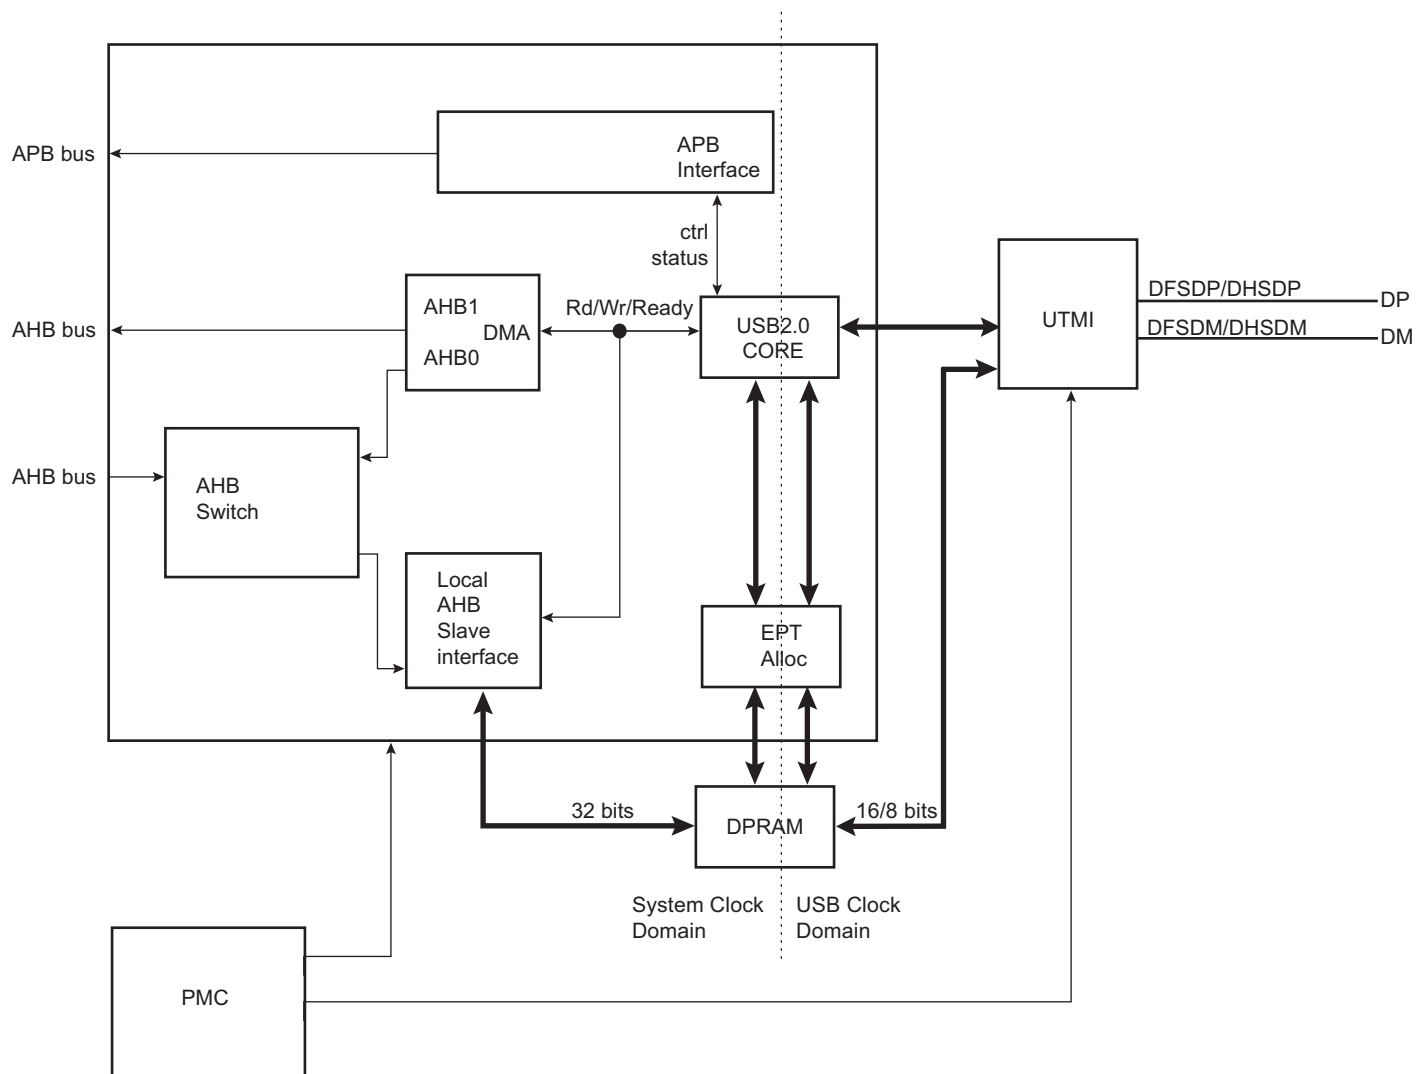 APB bus
APB
Interface
ctrl
status
AHB bus
AHB1
DMA
AHB0
Rd/Wr/Ready
USB2.0
CORE
UTMI
DFSDP/DHSDP
DP
DFSDM/DHSDM
DM
AHB bus
AHB
Switch
Local
AHB
Slave
interface
EPT
Alloc
32 bits
DPRAM
16/8 bits
System Clock
Domain
USB Clock
Domain
PMC